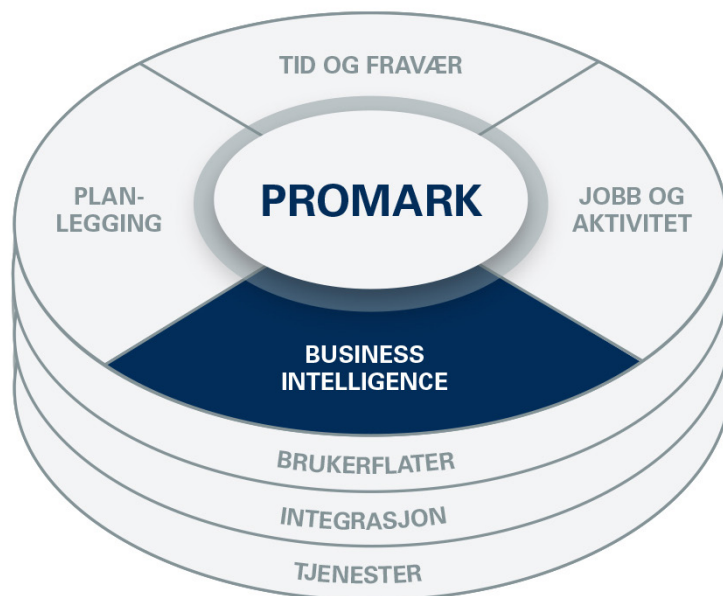 TID OG FRAVÆR
PLAN-
LEGGING
PROMARK
JOBB OG
AKTIVITET
BUSINESS
INTELLIGENCE
BRUKERFLATER
INTEGRASJON
TJENESTER